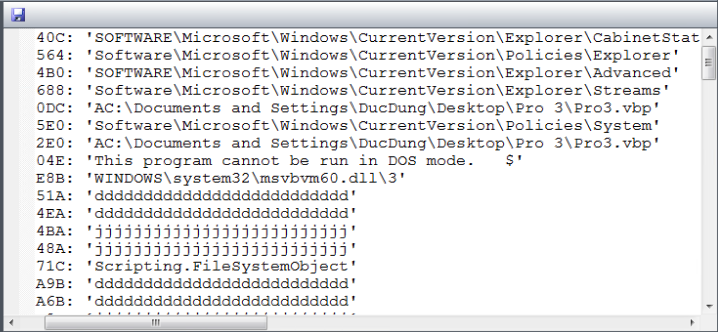 40C: 'SOFTWARE\Microsoft\Windows\CurrentVersion\Explorer\CabinetStat
564: 'Software\Microsoft\Windows\CurrentVersion\Policies\Explorer'
4B0: 'SOFTWARE\Microsoft\Windows\CurrentVersion\Explorer\Advanced'
688: 'Software\Microsoft\Windows\CurrentVersion\Explorer\Streams'
0DC: 'AC:\Documents and Settings\DucDung\Desktop\Pro 3\Pro3.vbp'
5E0: 'Software\Microsoft\Windows\CurrentVersion\Policies\System'
2E0: 'AC:\Documents and Settings\DucDung\Desktop\Pro 3\Pro3.vbp'
04E: 'This program cannot be run in DOS mode.   $'
E8B: 'WINDOWS\system32\msvbvm60.dll\3'
51A: 'dddddddddddddddddddddddddd'
4EA: 'dddddddddddddddddddddddddd'
4BA: 'jjjjjjjjjjjjjjjjjjjjjjjjjj'
48A: 'jjjjjjjjjjjjjjjjjjjjjjjjjj'
71C: 'Scripting.FileSystemObject'
A9B: 'dddddddddddddddddddddddddd'
A6B: 'dddddddddddddddddddddddddd'